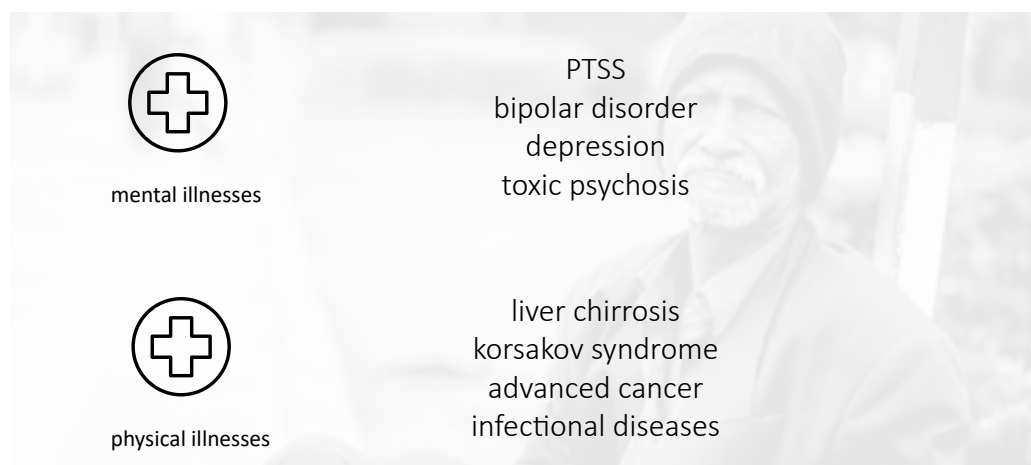 PTSS
bipolar disorder
depression
toxic psychosis
mental illnesses
liver chirrosis
korsakov syndrome
advanced cancer
infectional diseases
physical illnesses